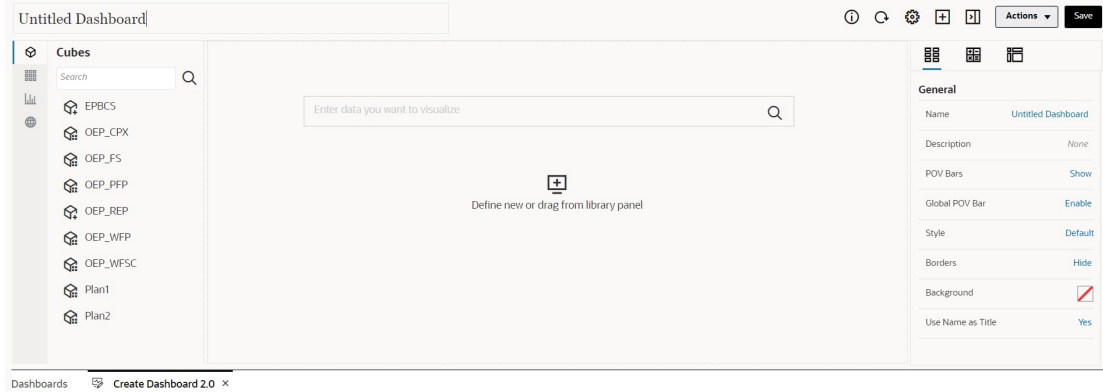 Untitled Dashboard
Actions
Save
Cubes
Search
EPBCS
OEP_CPX
OEP_FS
OEP_PFP
OEP_REP
OEP_WFP
OEP_WFSC
Plan1
Plan2
Enter data you want to visualize
Define new or drag from library panel
General
Name Untitled Dashboard
Description None
POV Bars Show
Global POV Bar Enable
Style Default
Borders Hide
Background
Use Name as Title Yes
Dashboards Create Dashboard 2.0 ×